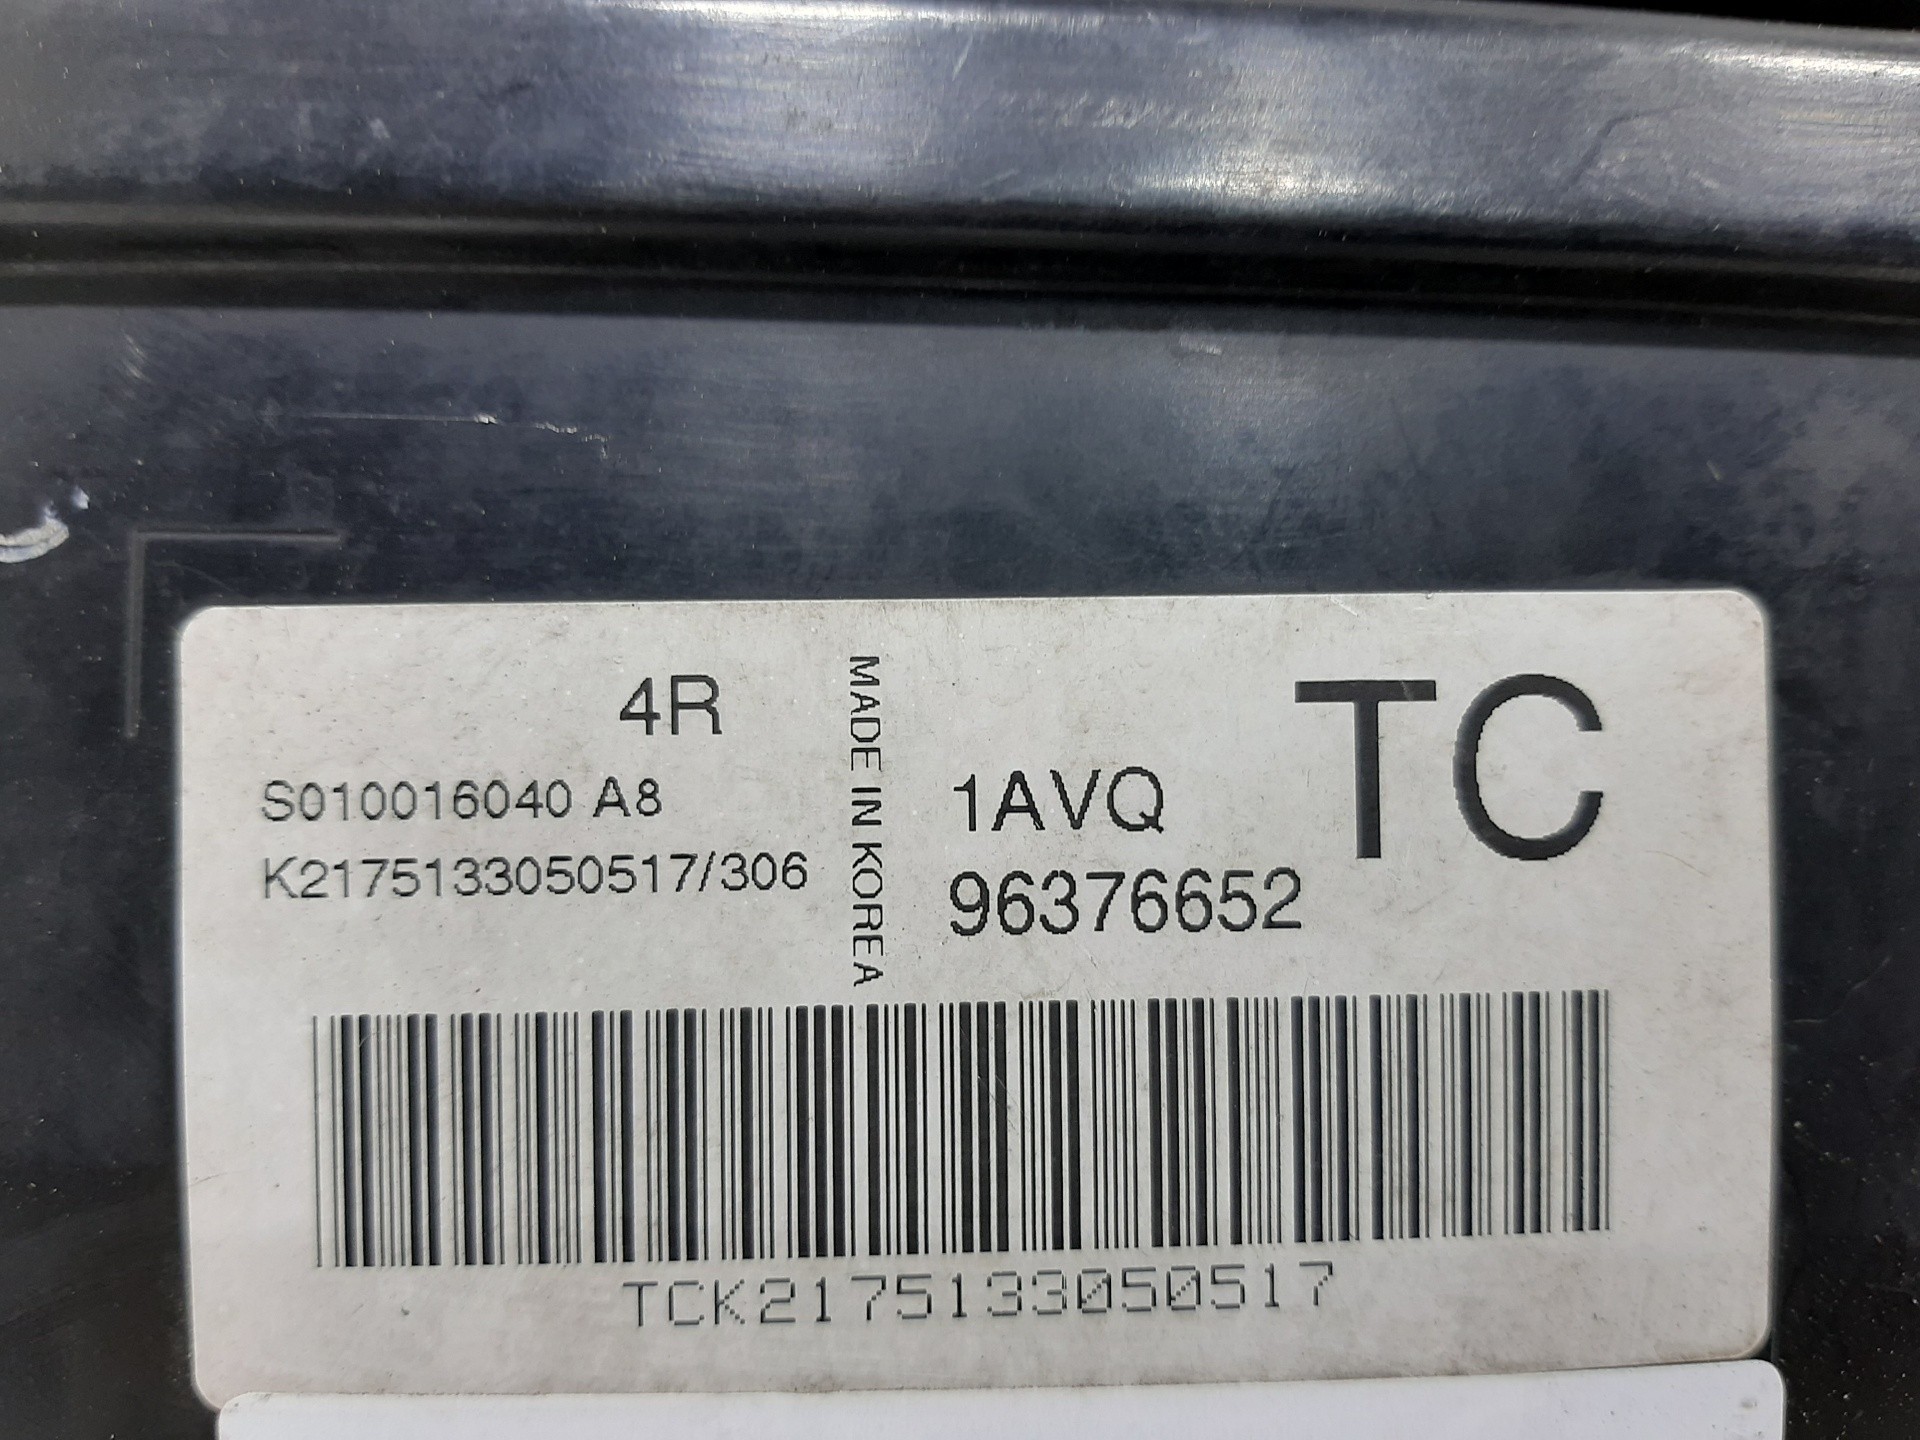 4R
S010016040 A8
K2175133050517/306
MADE IN KOREA
TC
1AVQ
96376652
TCK2175133050517